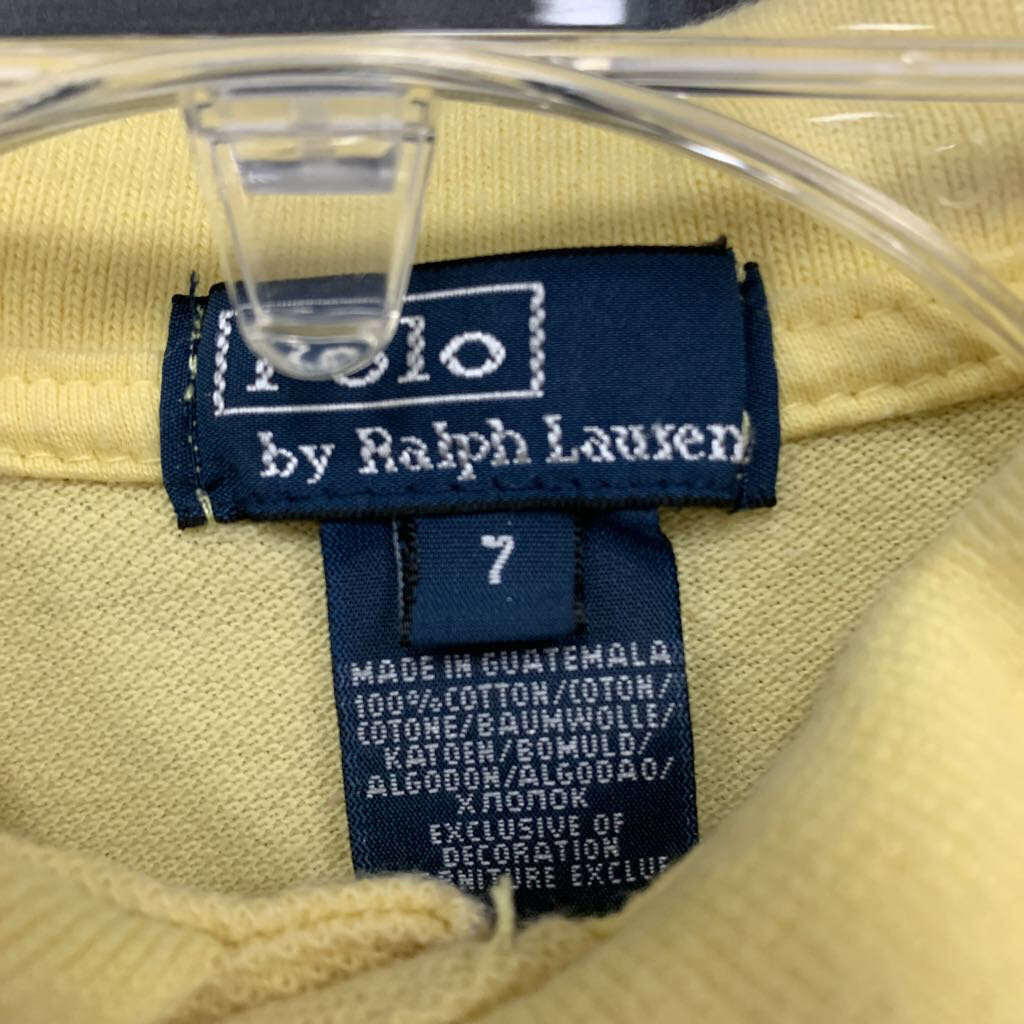 Polo
by Ralph Lauren
7
MADE IN GUATEMALA
100% COTTON/COTON/
COTONE/BAUMWOLLE/
KATOEN/BOMULD/
ALGODON/ALGODAO/
ХЛОПОК
EXCLUSIVE OF
DECORATION